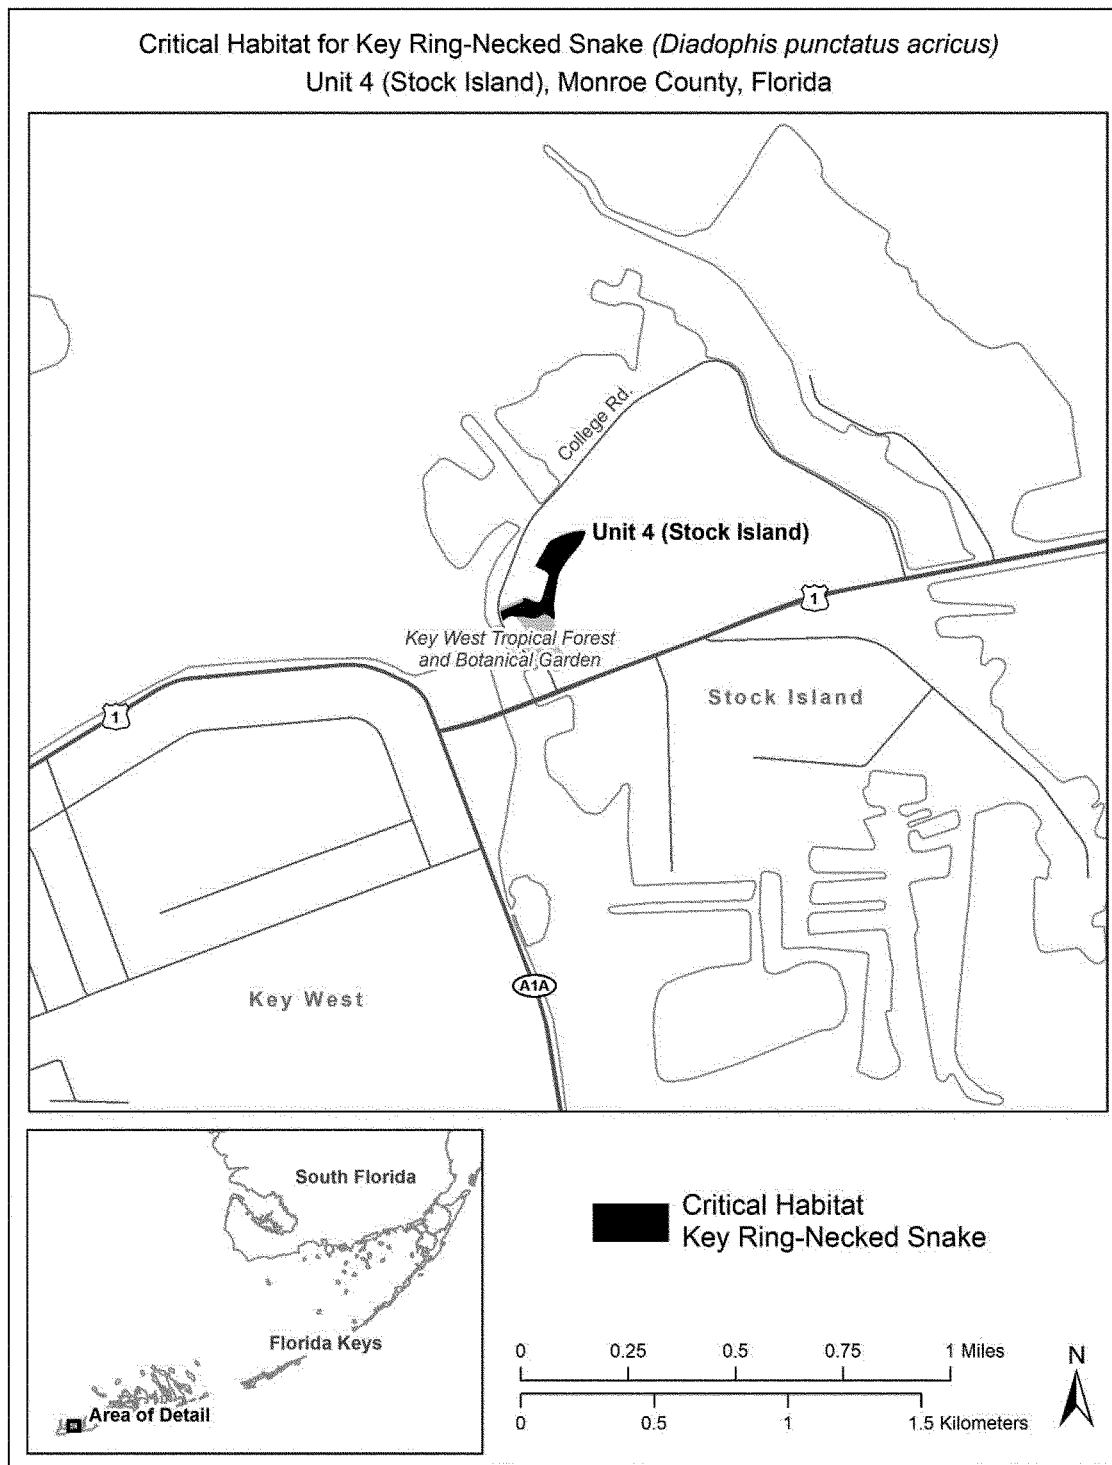 Critical Habitat for Key Ring-Necked Snake (Diadophis punctatus acricus)
Unit 4 (Stock Island), Monroe County, Florida
College Rd.
Unit 4 (Stock Island)
1
Key West Tropical Forest
and Botanical Garden
Stock Island
1
A1A
Key West
South Florida
Florida Keys
Area of Detail
Critical Habitat
Key Ring-Necked Snake
0 0.25 0.5 0.75 1 Miles
0 0.5 1 1.5 Kilometers
N